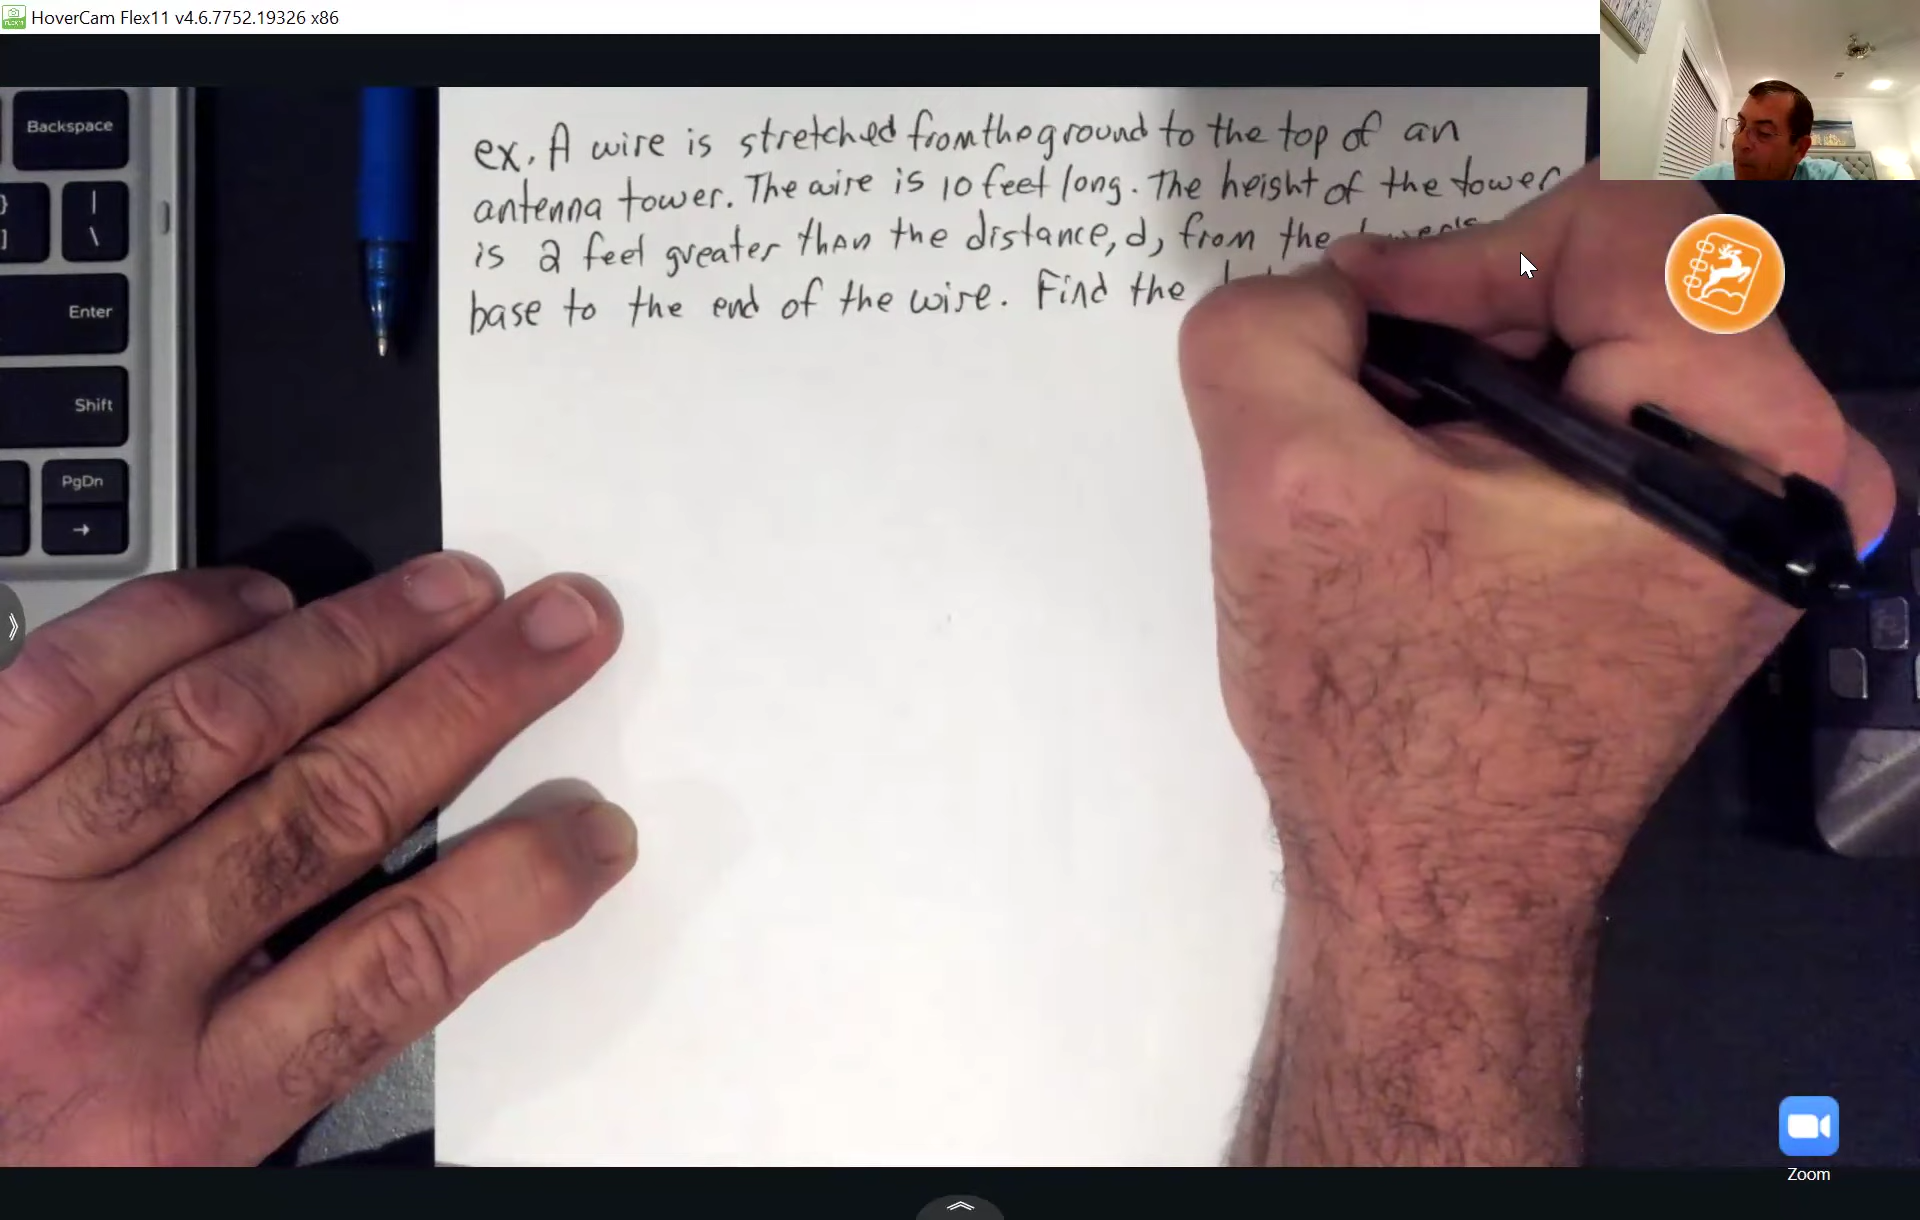 HoverCam Flex11 v4.6.7752.19326 x86
Backspace
}
]
|
\
Enter
Shift
PgDn
→
ex. A wire is stretched from the ground to the top of an
antenna tower. The wire is 10 feet long. The height of the tower
is 2 feet greater than the distance, d, from the tower's
base to the end of the wire. Find the
Zoom